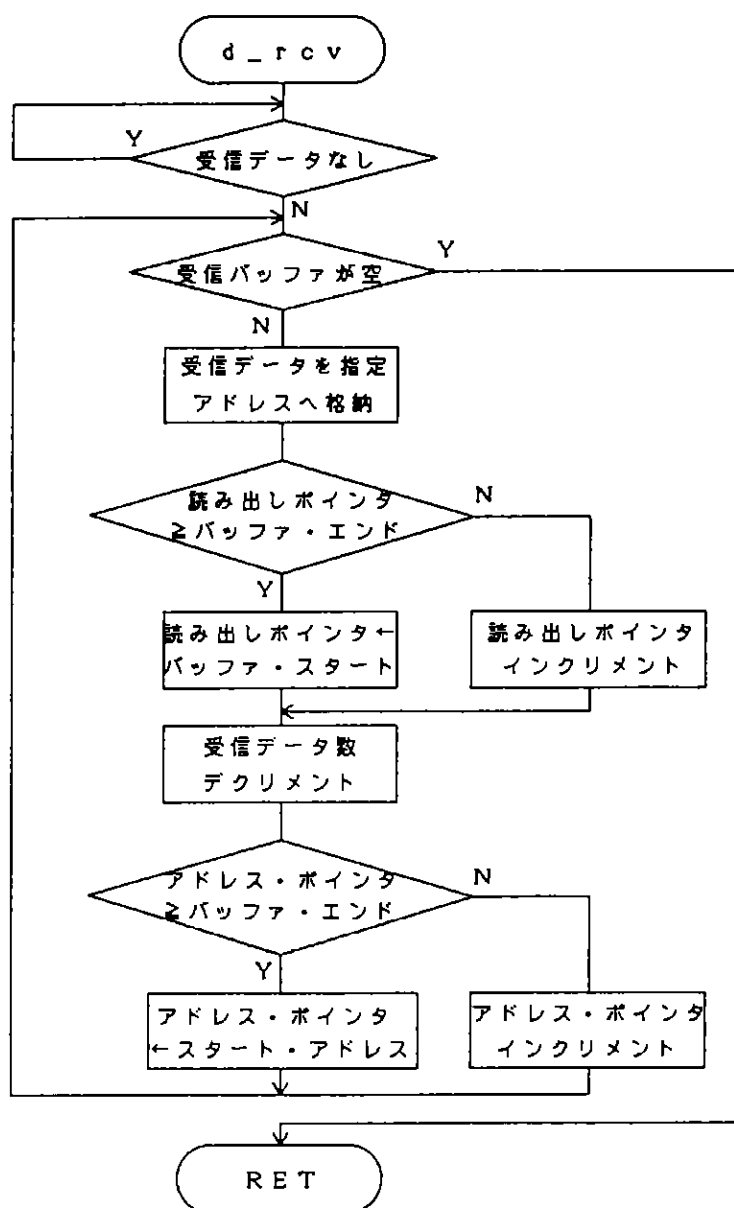 d_rcv
Y
受信データなし
N
Y
受信バッファが空
N
受信データを指定
アドレスへ格納
読み出しポインタ
≧バッファ・エンド
N
Y
読み出しポインタ←
バッファ・スタート
読み出しポインタ
インクリメント
受信データ数
デクリメント
アドレス・ポインタ
≧バッファ・エンド
N
Y
アドレス・ポインタ
←スタート・アドレス
アドレス・ポインタ
インクリメント
RET